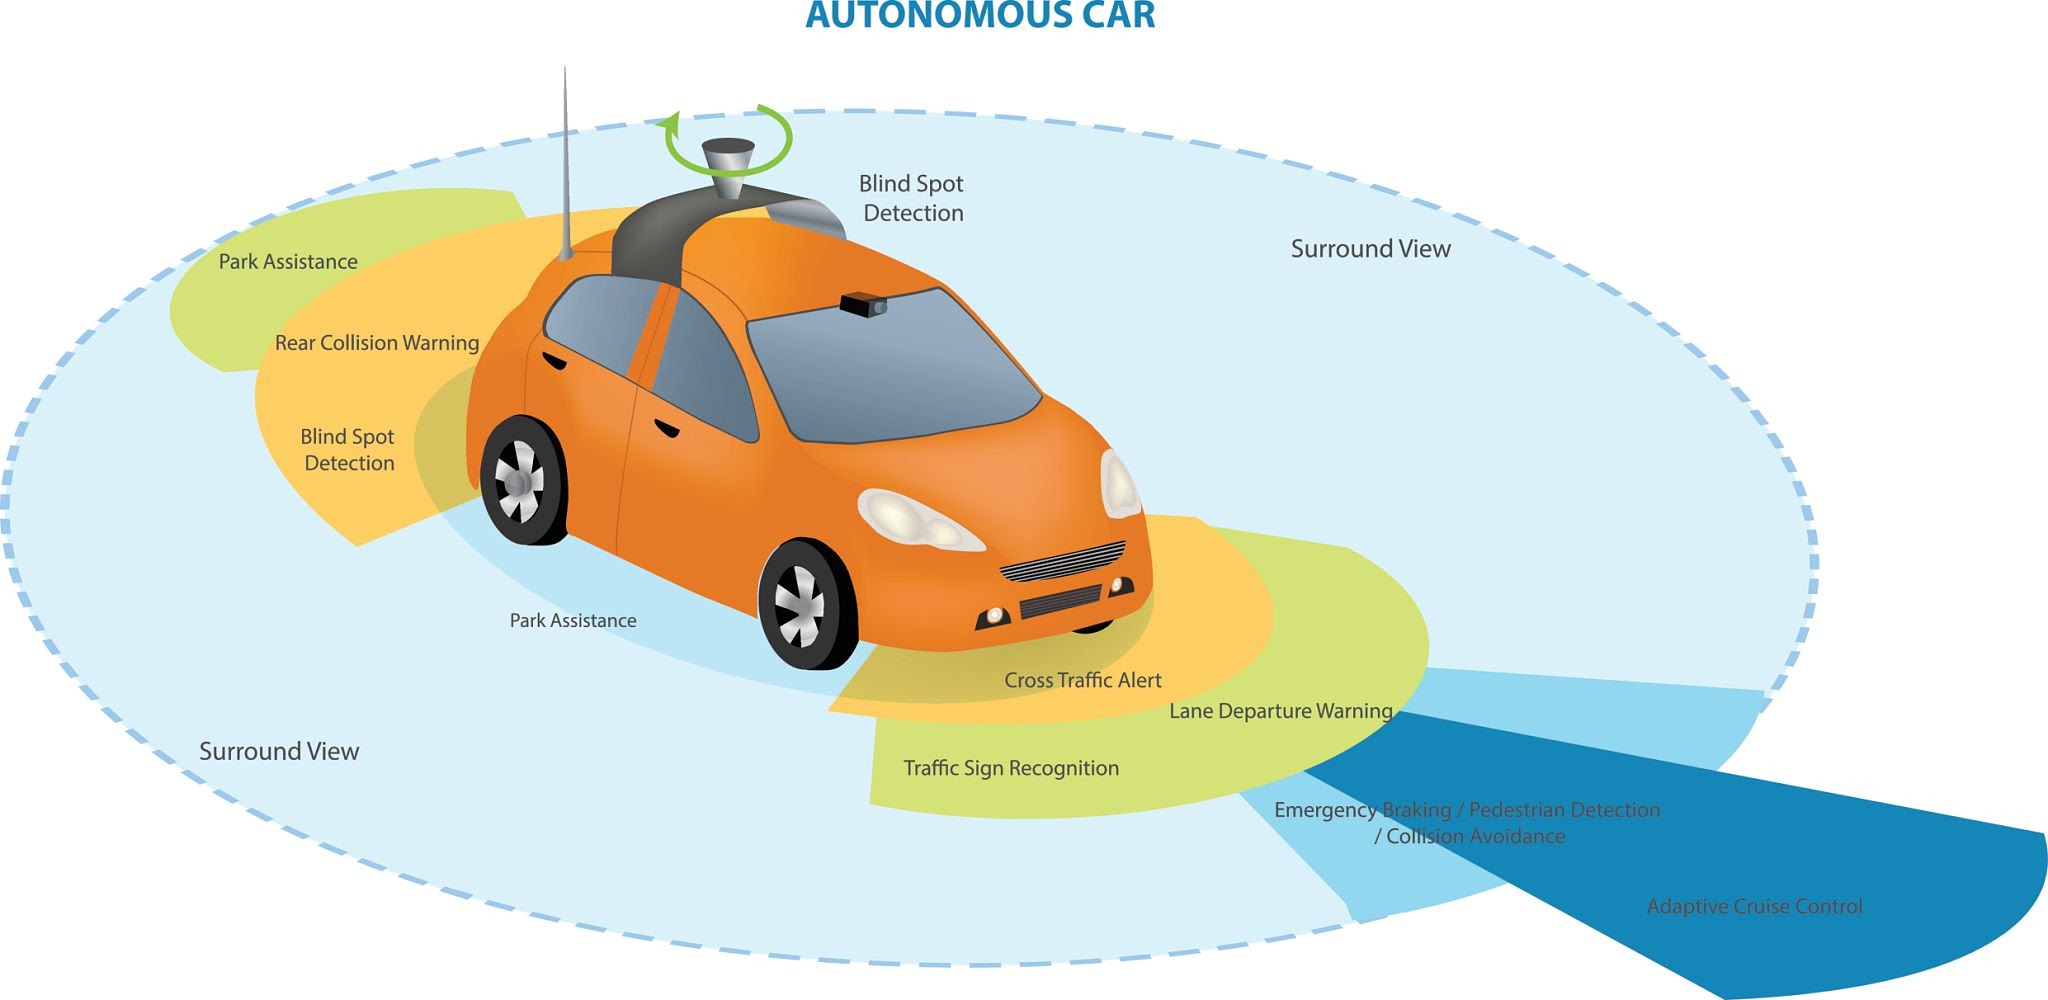 AUTONOMOUS CAR
Blind Spot
Detection
Surround View
Park Assistance
Rear Collision Warning
Blind Spot
Detection
Park Assistance
Cross Traffic Alert
Lane Departure Warning
Surround View
Traffic Sign Recognition
Emergency Braking / Pedestrian Detection
/ Collision Avoidance
Adaptive Cruise Control